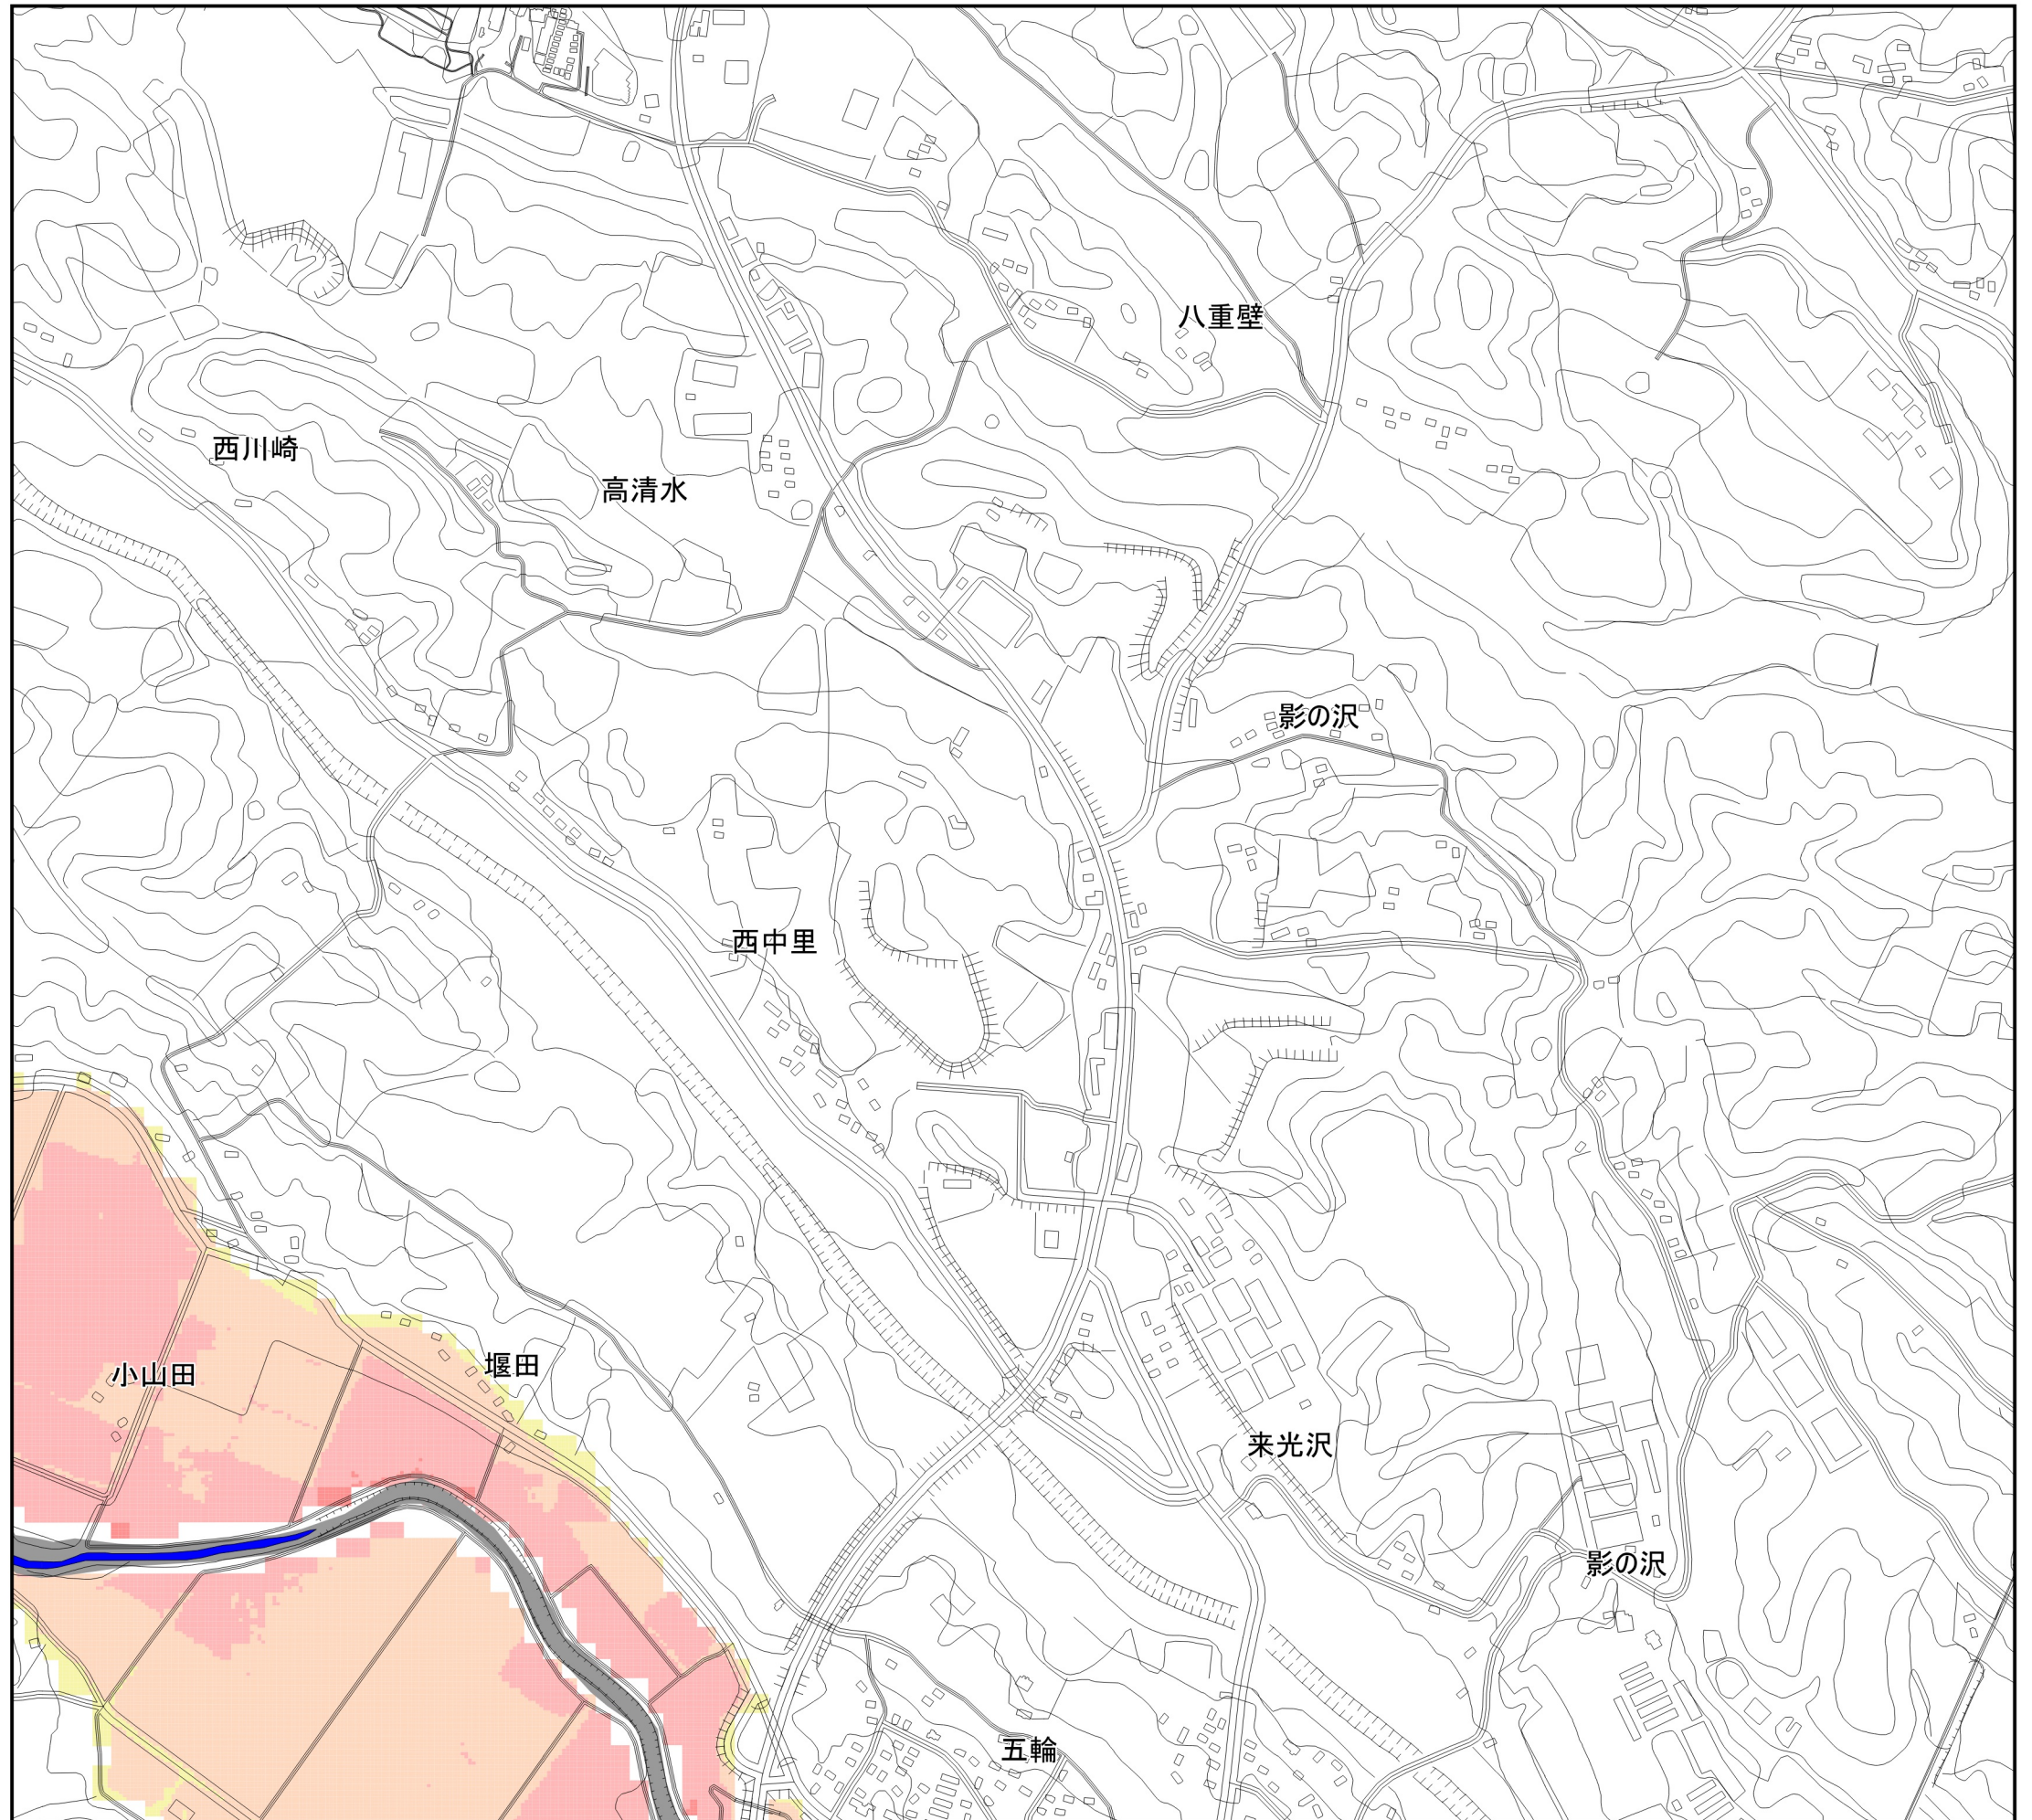 八重壁
西川崎
高清水
影の沢
西中里
堰田
小山田
来光沢
影の沢
五輪